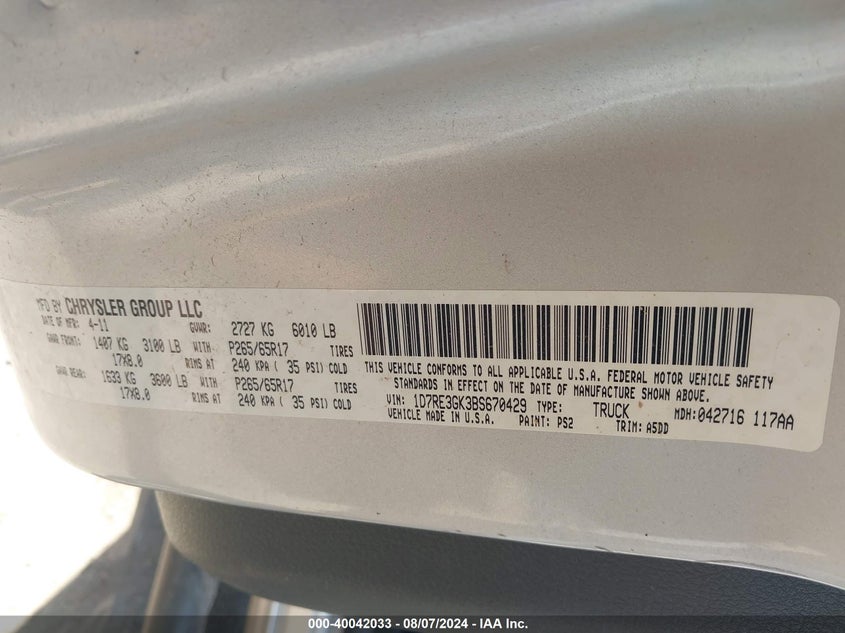 MFD BY CHRYSLER GROUP LLC
DATE OF MFR: 4-11 GVWR: 2727 KG 6010 LB
GAWR FRONT: 1407 KG 3100 LB WITH P265/65R17 TIRES
17X8.0 RIMS AT 240 KPA ( 35 PSI) COLD
GAWR REAR: 1633 KG 3600 LB WITH P265/65R17 TIRES
17X8.0 RIMS AT 240 KPA ( 35 PSI) COLD
THIS VEHICLE CONFORMS TO ALL APPLICABLE U.S.A. FEDERAL MOTOR VEHICLE SAFETY
STANDARDS IN EFFECT ON THE DATE OF MANUFACTURE SHOWN ABOVE.
VIN: 1D7RE3GK3BS670429 TYPE: TRUCK MDH:042716 117AA
VEHICLE MADE IN U.S.A. PAINT: PS2 TRIM: A5DD
000-40042033 - 08/07/2024 - IAA Inc.